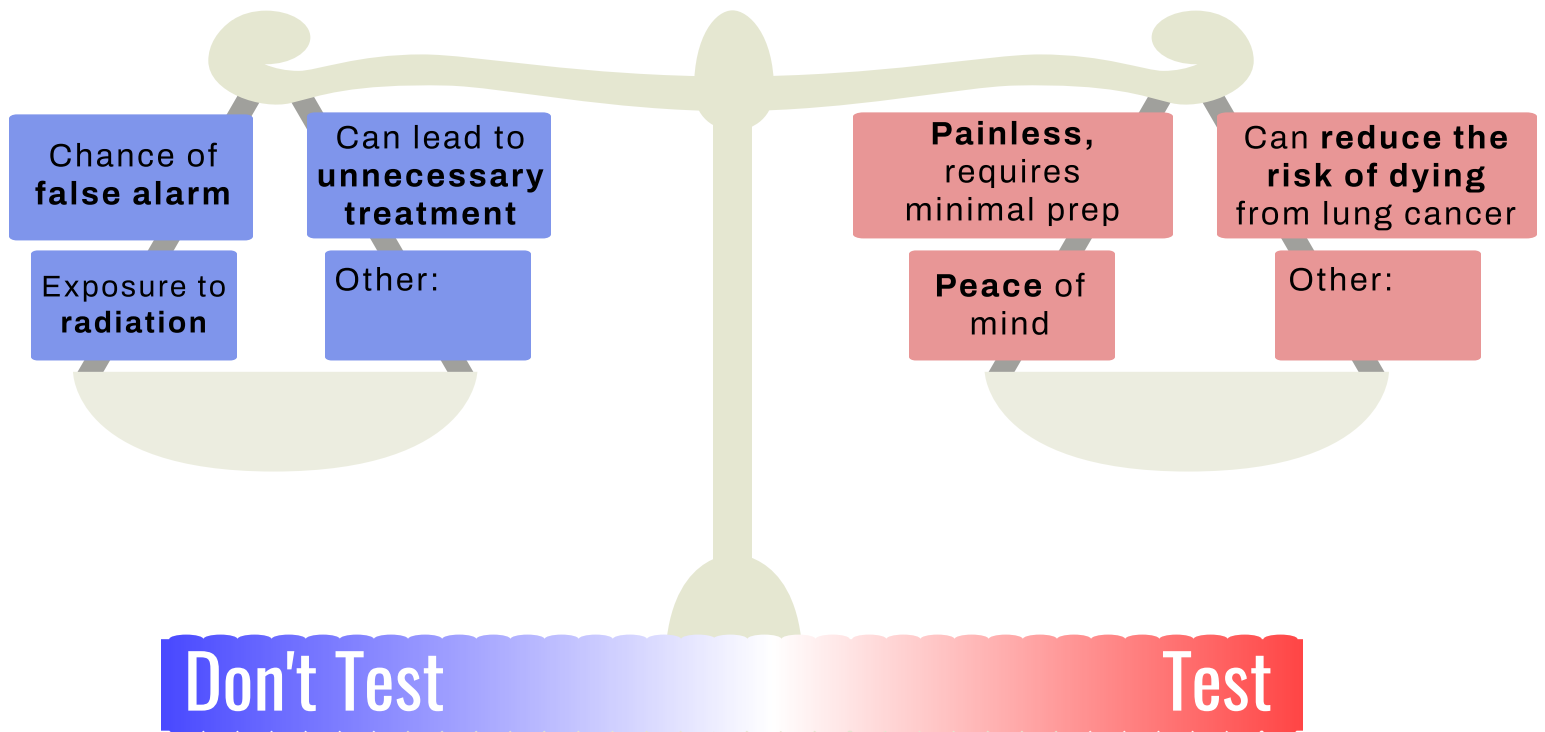 Chance of
false alarm
Can lead to
unnecessary
treatment
Exposure to
radiation
Other:
Painless,
requires
minimal prep
Can reduce the
risk of dying
from lung cancer
Peace of
mind
Other:
Don't Test
Test